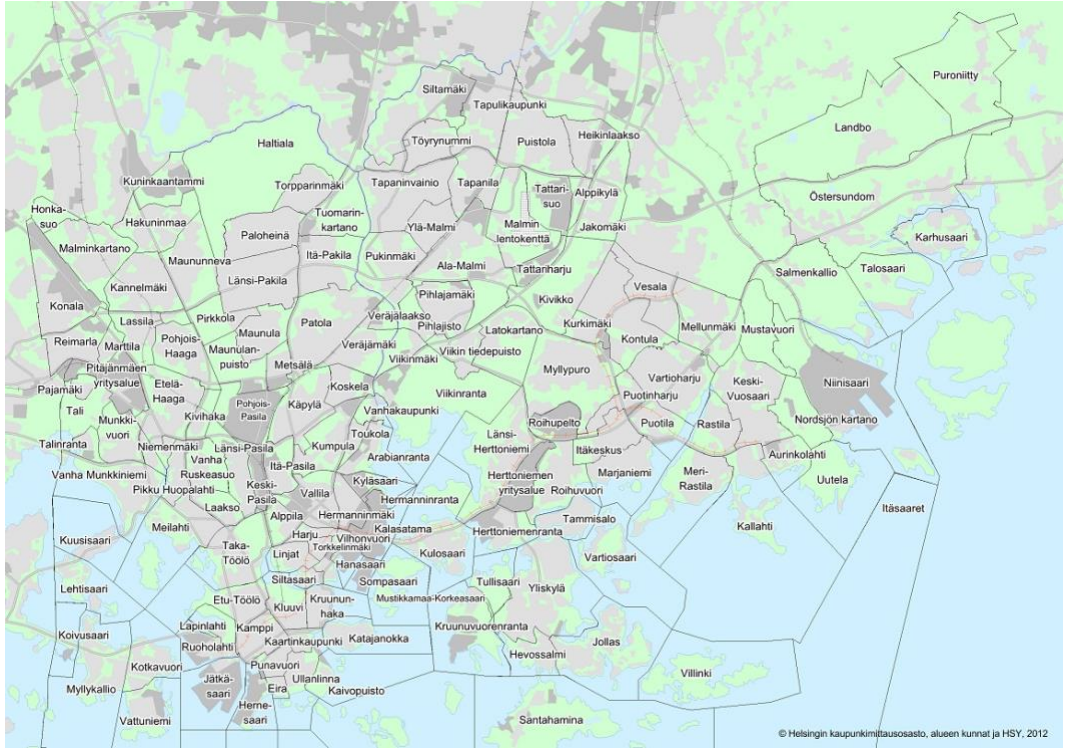 Puroniitty
Siltamäki
Tapulikaupunki
Landbo
Heikinlaakso
Töyrynummi
Puistola
Haltiala
Kuninkaantammi
Torpparinmäki
Tapaninvainio
Tapanila
Tattari-
suo
Alppikylä
Östersundom
Honka-
suo
Hakuninmaa
Tuomarin-
kartano
Ylä-Malmi
Malmin
lentokenttä
Jakomäki
Karhusaari
Malminkartano
Maununneva
Paloheinä
Itä-Pakila
Pukinmäki
Ala-Malmi
Tattariharju
Salmenkallio
Talosaari
Kannelmäki
Länsi-Pakila
Vesala
Pihlajamäki
Kivikko
Konala
Lassila
Pirkkola
Patola
Veräjälaakso
Pihlajisto
Latokartano
Kurkimäki
Mellunmäki
Mustavuori
Reimarla
Marttila
Pohjois-
Haaga
Maunula
Maunulan-
puisto
Metsälä
Veräjämäki
Viikinmäki
Viikin tiedepuisto
Kontula
Pitäjänmäen
yritysalue
Etelä-
Haaga
Myllypuro
Vartioharju
Keski-
Vuosaari
Niinisaari
Pajamäki
Tali
Koskela
Käpylä
Pohjois-
Pasila
Viikinranta
Puotinharju
Munkki-
vuori
Kivihaka
Vanhakaupunki
Roihupelto
Puotila
Rastila
Nordsjön kartano
Talinranta
Niemenmäki
Länsi-Pasila
Kumpula
Toukola
Länsi-
Herttoniemi
Itäkeskus
Aurinkolahti
Vanha Munkkiniemi
Vanha
Ruskeasuo
Itä-Pasila
Arabianranta
Marjaniemi
Meri-
Rastila
Uutela
Pikku Huopalahti
Keski-
Pasila
Vallila
Kyläsaari
Herttoniemen
yritysalue
Roihuvuori
Laakso
Hermanninranta
Itäsaaret
Meilahti
Alppila
Hermanninmäki
Kalasatama
Herttoniemenranta
Tammisalo
Kallahti
Kuusisaari
Taka-
Töölö
Harju
Vilhonvuori
Torkkelinmäki
Linjat
Kulosaari
Vartiosaari
Hanasaari
Lehtisaari
Siltasaari
Sompasaari
Tullisaari
Yliskylä
Etu-Töölö
Kluuvi
Kruunun-
haka
Mustikkamaa-Korkeasaari
Lapinlahti
Kamppi
Kruunuvuorenranta
Koivusaari
Ruoholahti
Kaartinkaupunki
Katajanokka
Jollas
Hevossalmi
Kotkavuori
Punavuori
Villinki
Myllykallio
Jätkä-
saari
Ullanlinna
Eira
Kaivopuisto
Vattuniemi
Herne-
saari
Santahamina
© Helsingin kaupunkimittausosasto, alueen kunnat ja HSY, 2012